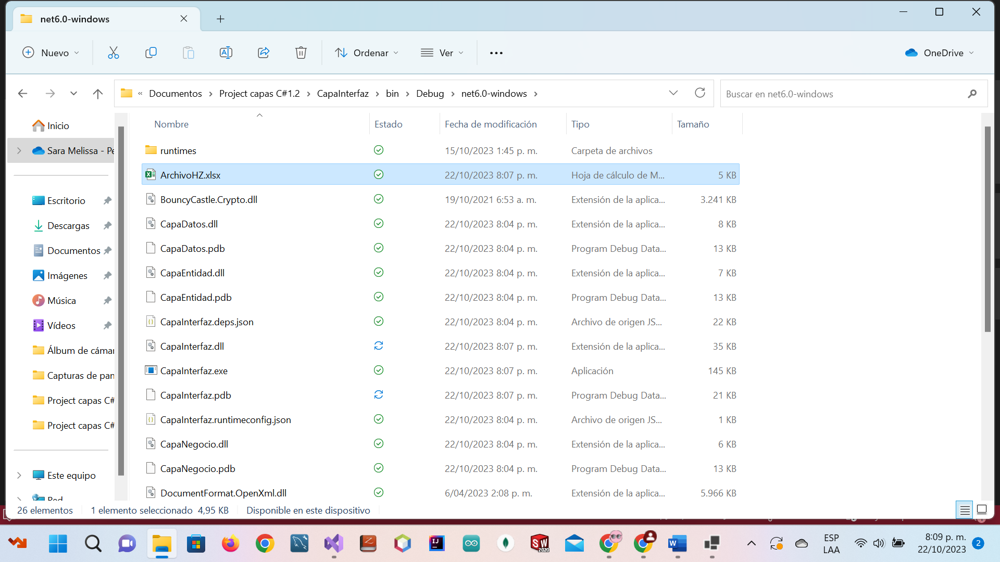 net6.0-windows
Nuevo
Ordenar
Ver
OneDrive
« Documentos > Project capas C#1.2 > CapaInterfaz > bin > Debug > net6.0-windows >
Buscar en net6.0-windows
Inicio
Sara Melissa - Pe
Escritorio
Descargas
Documentos
Imágenes
Música
Vídeos
Álbum de cámar
Capturas de pan
Project capas C#
Project capas C#
Este equipo
Red
Nombre Estado Fecha de modificación Tipo Tamaño
runtimes 15/10/2023 1:45 p. m. Carpeta de archivos
ArchivoHZ.xlsx 22/10/2023 8:07 p. m. Hoja de cálculo de M... 5 KB
BouncyCastle.Crypto.dll 19/10/2021 6:53 a. m. Extensión de la aplica... 3.241 KB
CapaDatos.dll 22/10/2023 8:04 p. m. Extensión de la aplica... 8 KB
CapaDatos.pdb 22/10/2023 8:04 p. m. Program Debug Data... 13 KB
CapaEntidad.dll 22/10/2023 8:04 p. m. Extensión de la aplica... 7 KB
CapaEntidad.pdb 22/10/2023 8:04 p. m. Program Debug Data... 13 KB
CapaInterfaz.deps.json 22/10/2023 8:04 p. m. Archivo de origen JS... 22 KB
CapaInterfaz.dll 22/10/2023 8:07 p. m. Extensión de la aplica... 35 KB
CapaInterfaz.exe 22/10/2023 8:07 p. m. Aplicación 145 KB
CapaInterfaz.pdb 22/10/2023 8:07 p. m. Program Debug Data... 21 KB
CapaInterfaz.runtimeconfig.json 22/10/2023 8:04 p. m. Archivo de origen JS... 1 KB
CapaNegocio.dll 22/10/2023 8:04 p. m. Extensión de la aplica... 6 KB
CapaNegocio.pdb 22/10/2023 8:04 p. m. Program Debug Data... 13 KB
DocumentFormat.OpenXml.dll 6/04/2023 2:08 p. m. Extensión de la aplica... 5.966 KB
26 elementos 1 elemento seleccionado 4,95 KB Disponible en este dispositivo
IJ
SW
2020
W
ESP
LAA
8:09 p. m.
22/10/2023
2